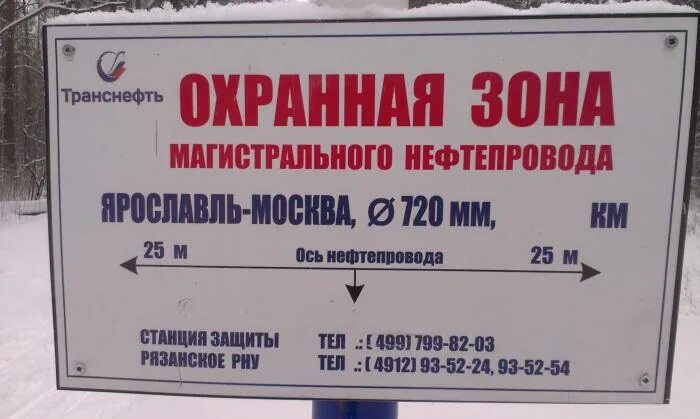 Транснефть
ОХРАННАЯ ЗОНА
МАГИСТРАЛЬНОГО НЕФТЕПРОВОДА
ЯРОСЛАВЛЬ-МОСКВА, Ø 720 ММ, КМ
25 м Ось нефтепровода 25 м
СТАНЦИЯ ЗАЩИТЫ ТЕЛ .: ( 499) 799-82-03
РЯЗАНСКОЕ РНУ ТЕЛ .: ( 4912) 93-52-24, 93-52-54